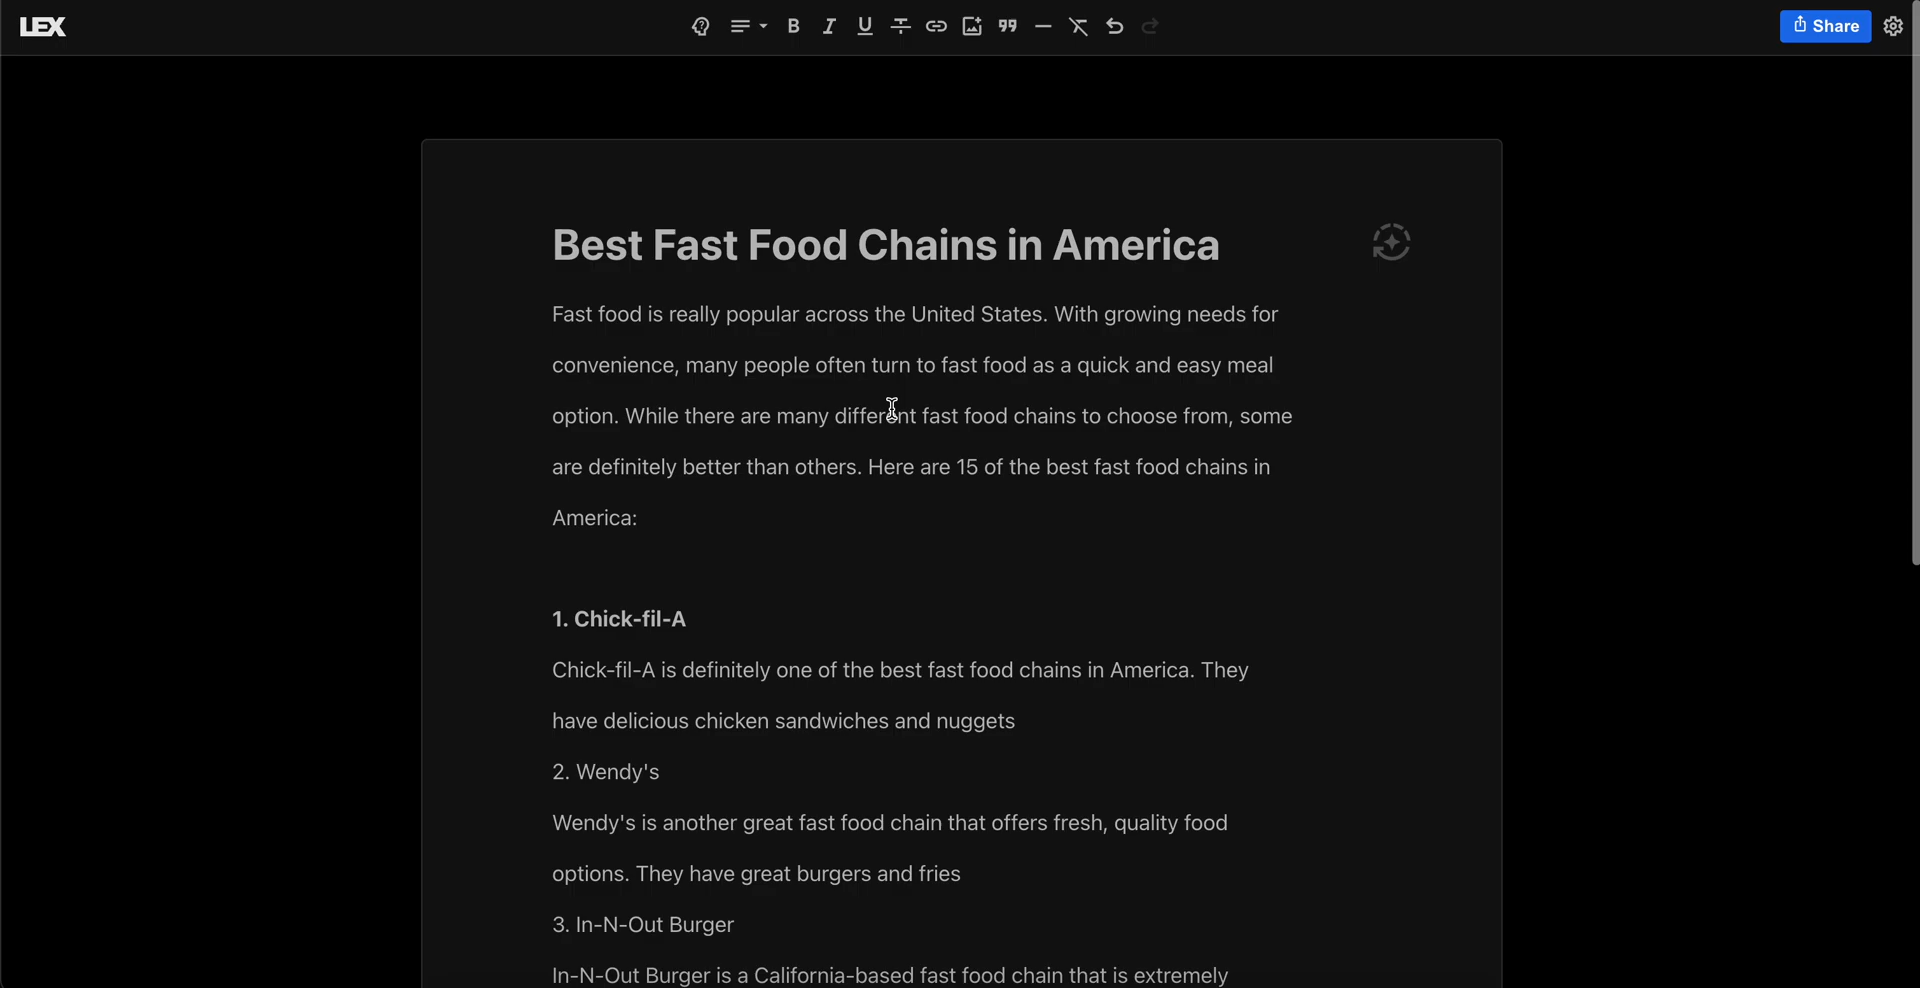 LEX
Share
Best Fast Food Chains in America
Fast food is really popular across the United States. With growing needs for
convenience, many people often turn to fast food as a quick and easy meal
option. While there are many different fast food chains to choose from, some
are definitely better than others. Here are 15 of the best fast food chains in
America:
1. Chick-fil-A
Chick-fil-A is definitely one of the best fast food chains in America. They
have delicious chicken sandwiches and nuggets
2. Wendy's
Wendy's is another great fast food chain that offers fresh, quality food
options. They have great burgers and fries
3. In-N-Out Burger
In-N-Out Burger is a California-based fast food chain that is extremely